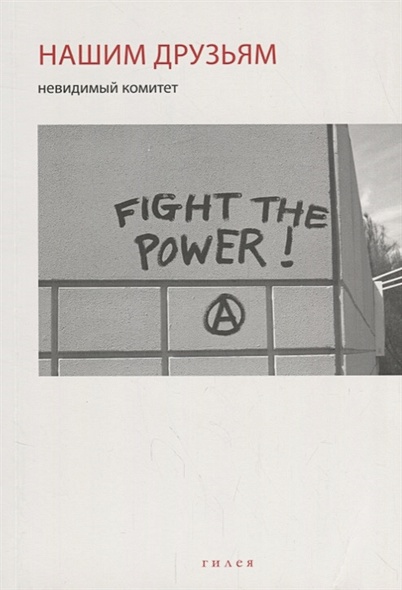 НАШИМ ДРУЗЬЯМ
невидимый комитет
FIGHT THE
POWER!
A
гилея